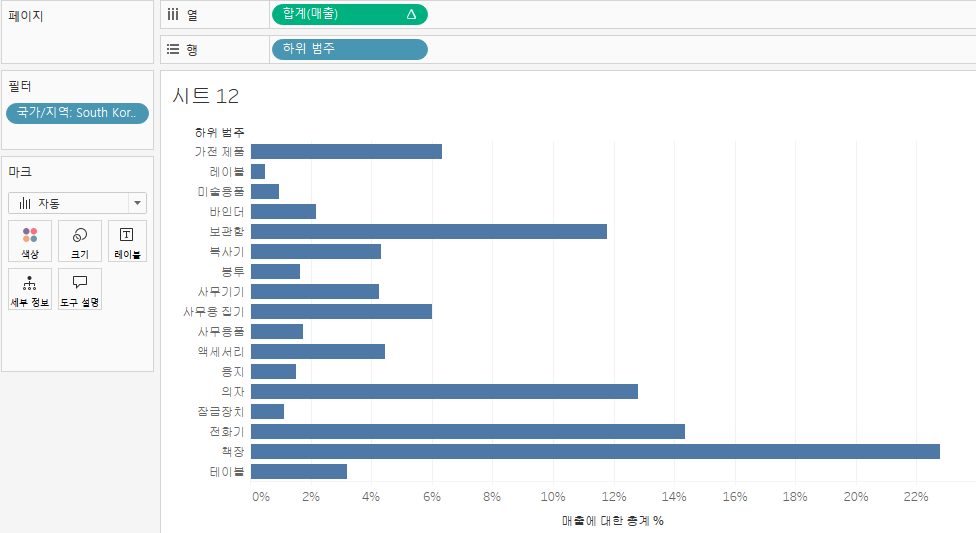 페이지
열
합계(매출)
행
하위 범주
필터
국가/지역: South Kor..
마크
자동
색상
크기
레이블
세부 정보
도구 설명
시트 12
하위 범주
가전 제품
레이블
미술용품
바인더
보관함
복사기
봉투
사무기기
사무용 집기
사무용품
액세서리
용지
의자
잠금장치
전화기
책장
테이블
0% 2% 4% 6% 8% 10% 12% 14% 16% 18% 20% 22%
매출에 대한 총계 %